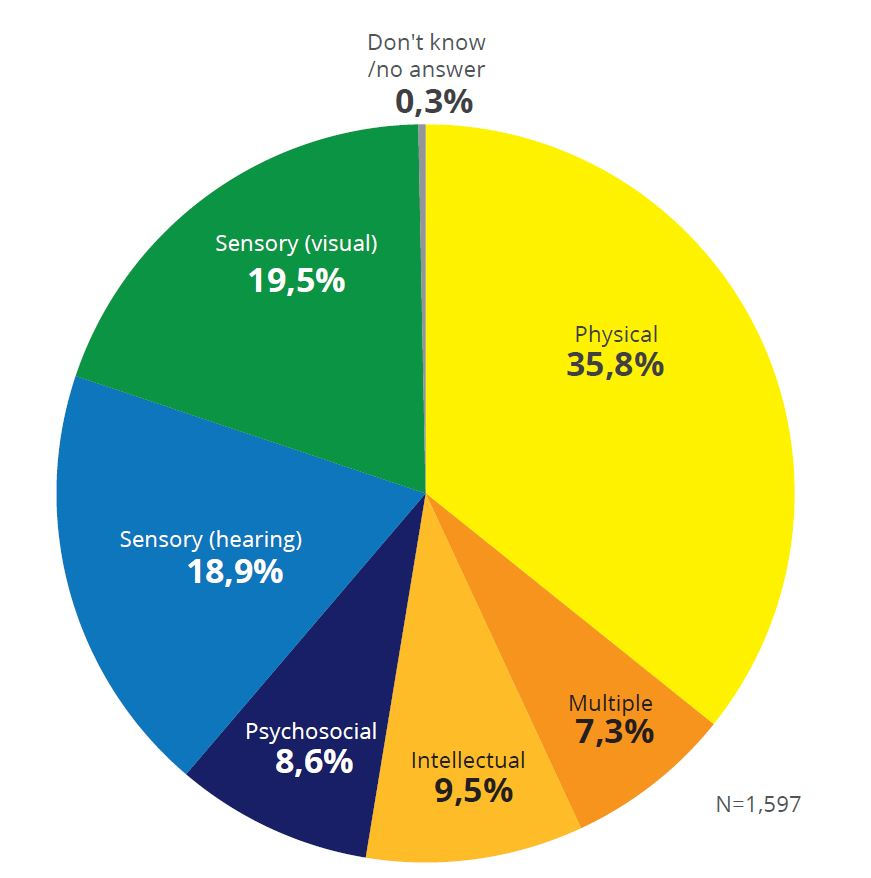 Don't know
/no answer
0,3%
Sensory (visual)
19,5%
Physical
35,8%
Sensory (hearing)
18,9%
Multiple
7,3%
Psychosocial
8,6%
Intellectual
9,5%
N=1,597